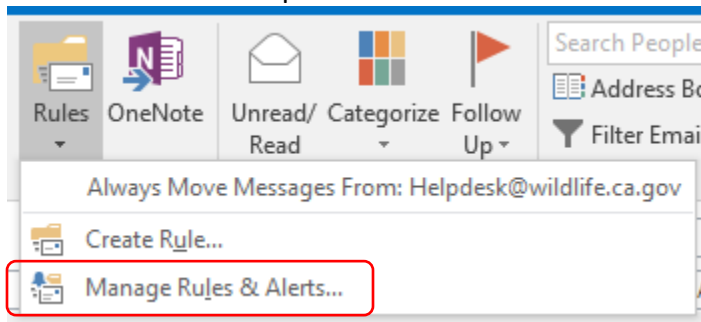 Search People
Address Bo
Filter Emai
Rules OneNote Unread/ Categorize Follow
Read Up
Always Move Messages From: Helpdesk@wildlife.ca.gov
Create Rule...
Manage Rules & Alerts...